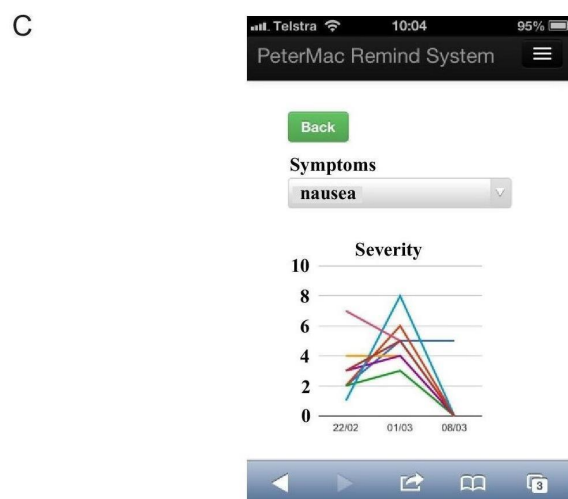 C
Telstra 10:04 95%
PeterMac Remind System
Back
Symptoms
nausea
Severity
10
8
6
4
2
0
22/02 01/03 08/03
3